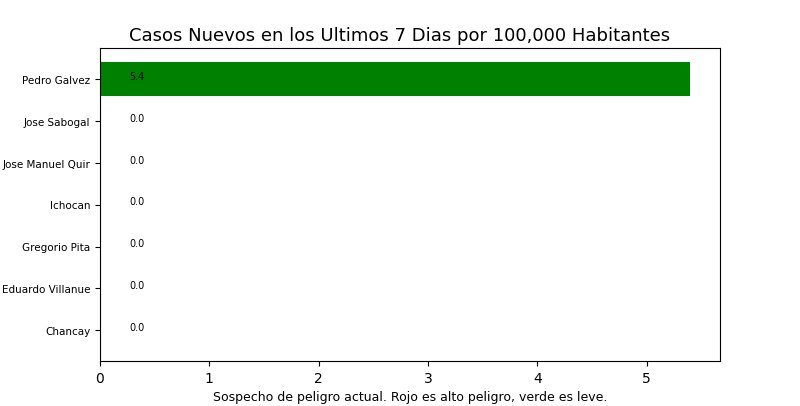 Casos Nuevos en los Ultimos 7 Dias por 100,000 Habitantes
Pedro Galvez 5.4
Jose Sabogal 0.0
Jose Manuel Quir 0.0
Ichocan 0.0
Gregorio Pita 0.0
Eduardo Villanue 0.0
Chancay 0.0
0 1 2 3 4 5
Sospecho de peligro actual. Rojo es alto peligro, verde es leve.